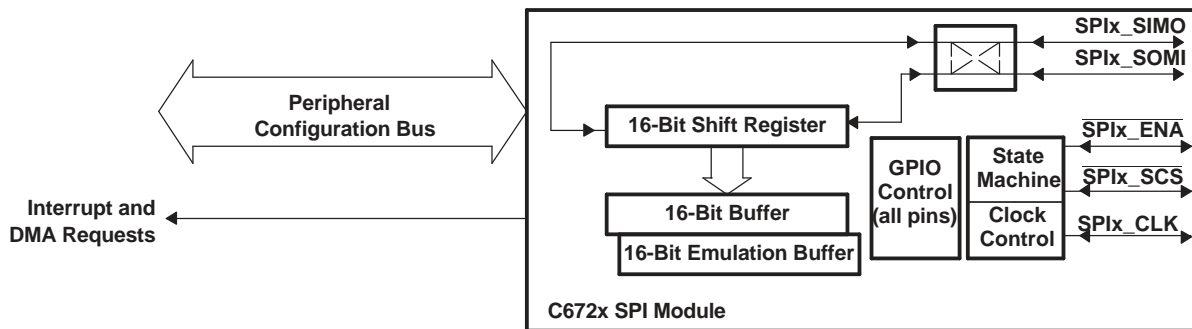 SPIx_SIMO
SPIx_SOMI
Peripheral
Configuration Bus
16-Bit Shift Register
SPIx_ENA
GPIO
Control
(all pins)
State
Machine
SPIx_SCS
Interrupt and
DMA Requests
16-Bit Buffer
Clock
Control
SPIx_CLK
16-Bit Emulation Buffer
C672x SPI Module